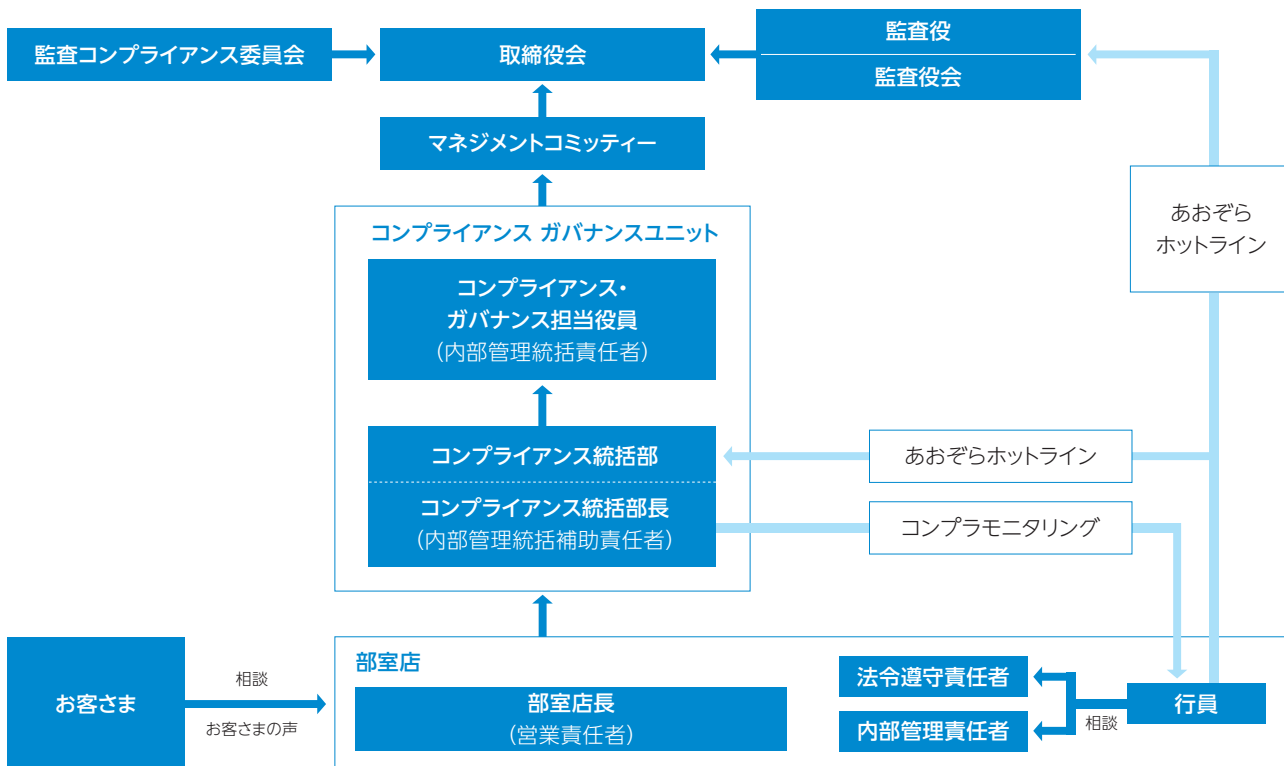 監査コンプライアンス委員会
取締役会
監査役
監査役会
マネジメントコミッティー
あおぞら
ホットライン
コンプライアンス ガバナンスユニット
コンプライアンス・
ガバナンス担当役員
（内部管理統括責任者）
コンプライアンス統括部
あおぞらホットライン
コンプライアンス統括部長
（内部管理統括補助責任者）
コンプラモニタリング
お客さま
相談
お客さまの声
部室店
部室店長
（営業責任者）
法令遵守責任者
内部管理責任者
相談
行員